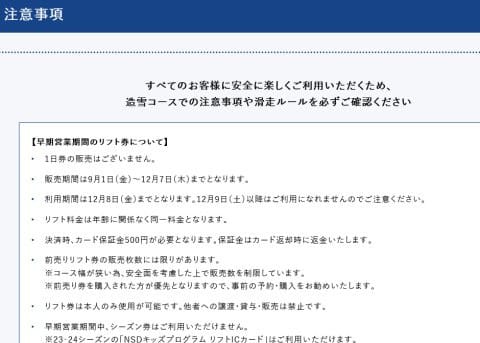 注意事項
すべてのお客様に安全に楽しくご利用いただくため、
造雪コースでの注意事項や滑走ルールを必ずご確認ください
【早期営業期間のリフト券について】
・ 1日券の販売はございません。
・ 販売期間は9月1日(金)～12月7日(木)までとなります。
・ 利用期間は12月8日(金)までとなります。12月9日(土)以降はご利用になれませんのでご注意ください。
・ リフト料金は年齢に関係なく同一料金となります。
・ 決済時、カード保証金500円が必要となります。保証金はカード返却時に返金いたします。
・ 前売りリフト券の販売枚数には限りがあります。
※コース幅が狭い為、安全面を考慮した上で販売数を制限しています。
※前売り券を購入された方が優先となりますので、事前の予約・購入をお勧めいたします。
・ リフト券は本人のみ使用が可能です。他者への譲渡・貸与・販売は禁止です。
・ 早期営業期間中、シーズン券はご利用いただけません。
※23-24シーズンの「NSDキッズプログラム リフトICカード」はご利用いただけます。